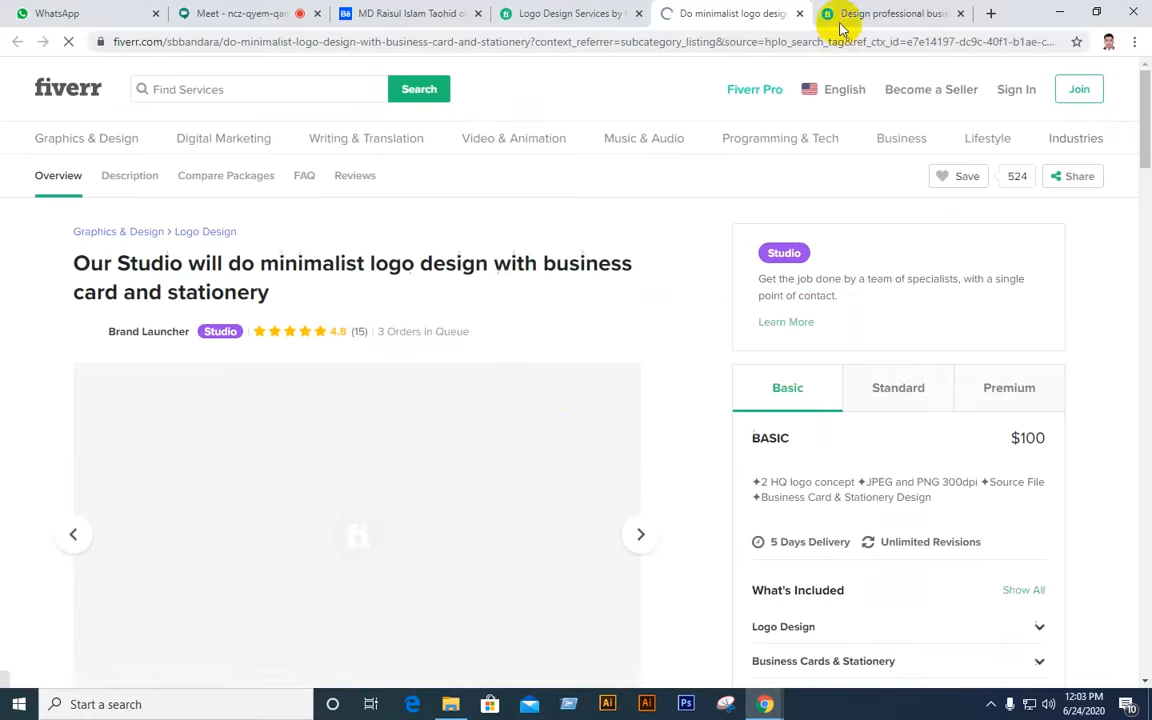 WhatsApp
Meet - ncz-qyem-qa
MD Raisul Islam Taohid o
Logo Design Services by
Do minimalist logo desig
Design professional busi
fiverr.com/sbbandara/do-minimalist-logo-design-with-business-card-and-stationery?context_referrer=subcategory_listing&source=hplo_search_tag&ref_ctx_id=e7e14197-dc9c-40f1-b1ae-c...
fiverr
Find Services
Search
Fiverr Pro
English
Become a Seller
Sign In
Join
Graphics & Design
Digital Marketing
Writing & Translation
Video & Animation
Music & Audio
Programming & Tech
Business
Lifestyle
Industries
Overview
Description
Compare Packages
FAQ
Reviews
Save
524
Share
Graphics & Design > Logo Design
Our Studio will do minimalist logo design with business
card and stationery
Brand Launcher Studio 4.8 (15) 3 Orders in Queue
fi
Studio
Get the job done by a team of specialists, with a single
point of contact.
Learn More
Basic
Standard
Premium
BASIC
$100
✦2 HQ logo concept ✦JPEG and PNG 300dpi ✦Source File
✦Business Card & Stationery Design
5 Days Delivery
Unlimited Revisions
What's Included
Show All
Logo Design
Business Cards & Stationery
Start a search
Ai
Ai
Ps
12:03 PM
6/24/2020
10